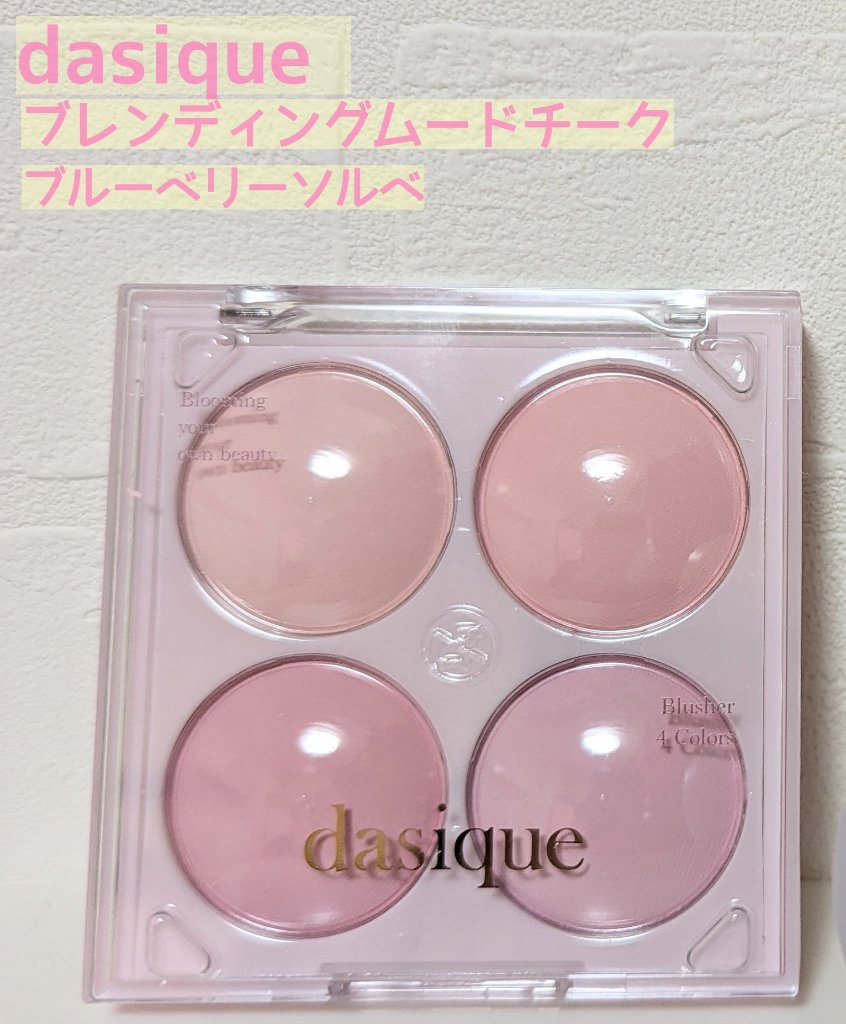 dasique
ブレンディングムードチーク
ブルーベリーソルベ
Blooming
your
own beauty
Blusher
4 Colors
dasique